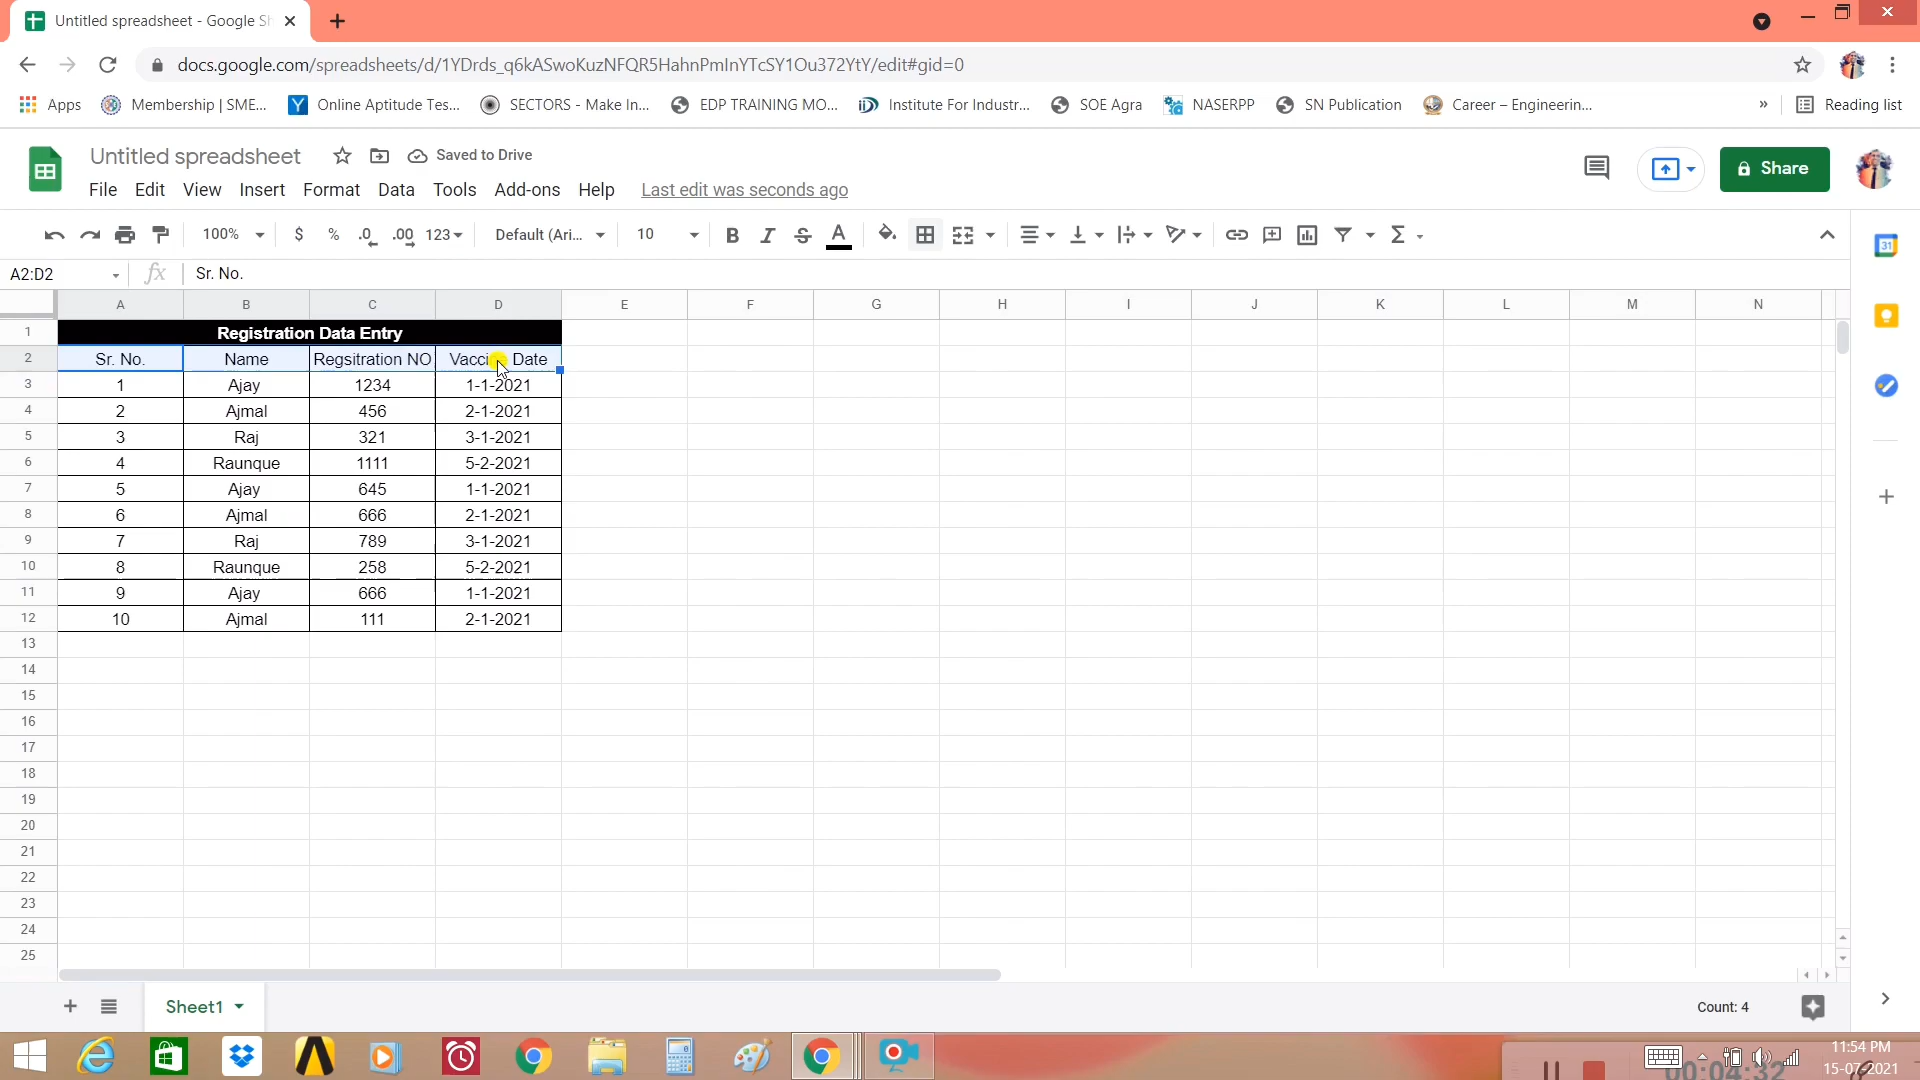 Untitled spreadsheet - Google Sh
docs.google.com/spreadsheets/d/1YDrds_q6kASwoKuzNFQR5HahnPmInYTcSY1Ou372YtY/edit#gid=0
Apps Membership | SME... Online Aptitude Tes... SECTORS - Make In... EDP TRAINING MO... Institute For Industr... SOE Agra NASERPP SN Publication Career – Engineerin... » Reading list
Untitled spreadsheet Saved to Drive
Share
File Edit View Insert Format Data Tools Add-ons Help Last edit was seconds ago
100% $ % .0 .00 123 Default (Ari... 10 B I S A Σ
31
A2:D2 fx Sr. No.
A B C D E F G H I J K L M N
1 Registration Data Entry
2 Sr. No. Name Regsitration NO Date
3 1 Ajay 1234 1-1-2021
4 2 Ajmal 456 2-1-2021
5 3 Raj 321 3-1-2021
6 4 Raunque 1111 5-2-2021
7 5 Ajay 645 1-1-2021
8 6 Ajmal 666 2-1-2021
9 7 Raj 789 3-1-2021
10 8 Raunque 258 5-2-2021
11 9 Ajay 666 1-1-2021
12 10 Ajmal 111 2-1-2021
13
14
15
16
17
18
19
20
21
22
23
24
25
Sheet1 Count: 4
11:54 PM
00:04:32 15-07-2021